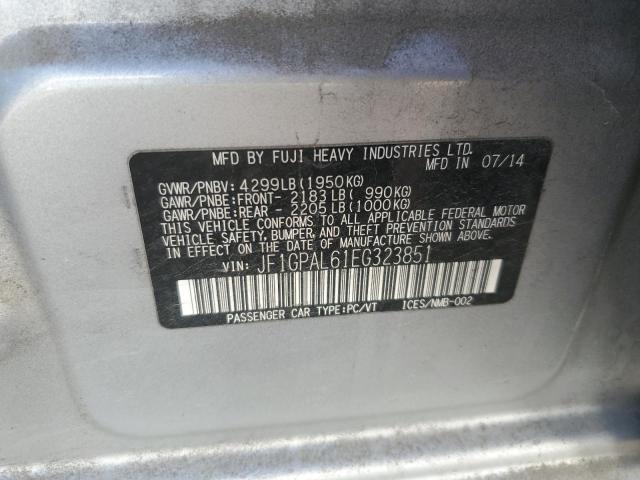 MFD BY FUJI HEAVY INDUSTRIES LTD.
MFD IN 07/14
GVWR/PNBV: 4299LB(1950KG)
GAWR/PNBE:FRONT- 2183LB( 990KG)
GAWR/PNBE:REAR - 2205LB(1000KG)
THIS VEHICLE CONFORMS TO ALL APPLICABLE FEDERAL MOTOR
VEHICLE SAFETY, BUMPER, AND THEFT PREVENTION STANDARDS
IN EFFECT ON THE DATE OF MANUFACTURE SHOWN ABOVE.
VIN: JF1GPAL61EG323851
PASSENGER CAR TYPE:PC/VT ICES/NMB-002